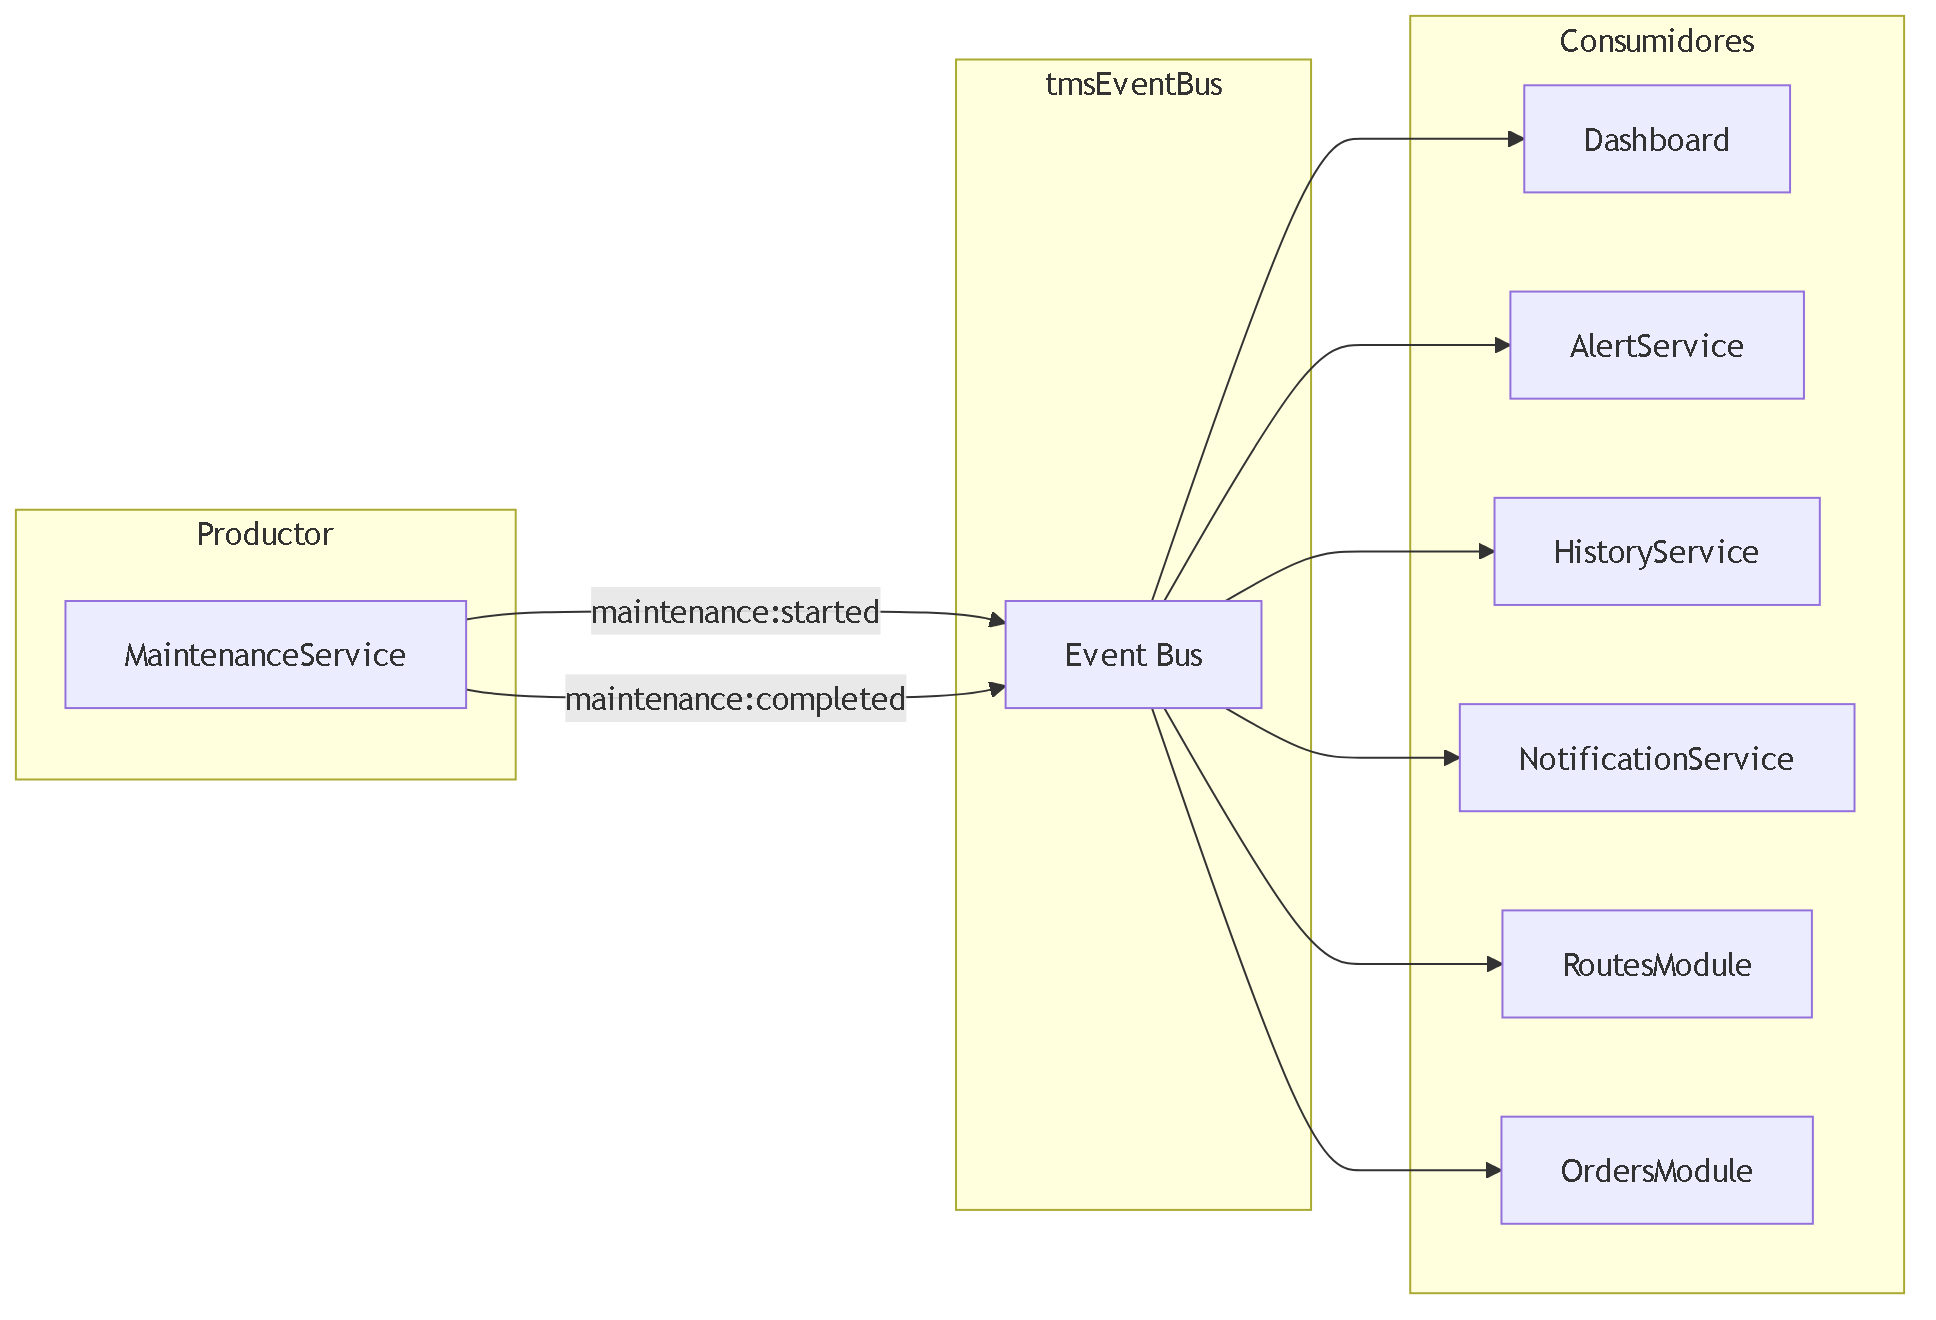 Productor
MaintenanceService
maintenance:started
maintenance:completed
tmsEventBus
Event Bus
Consumidores
Dashboard
AlertService
HistoryService
NotificationService
RoutesModule
OrdersModule